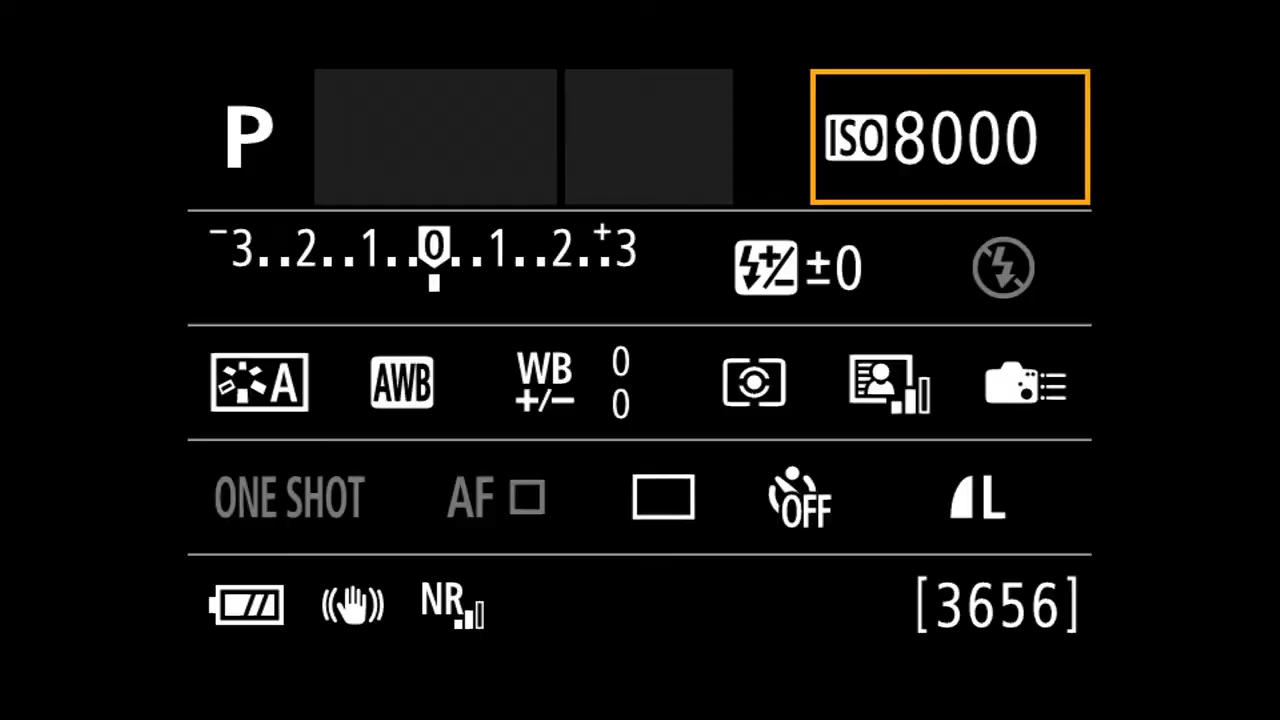 P ISO 8000
-3..2..1..0..1..2..+3 ±0
A AWB WB +/- 0 0
ONE SHOT AF OFF L
NR [3656]